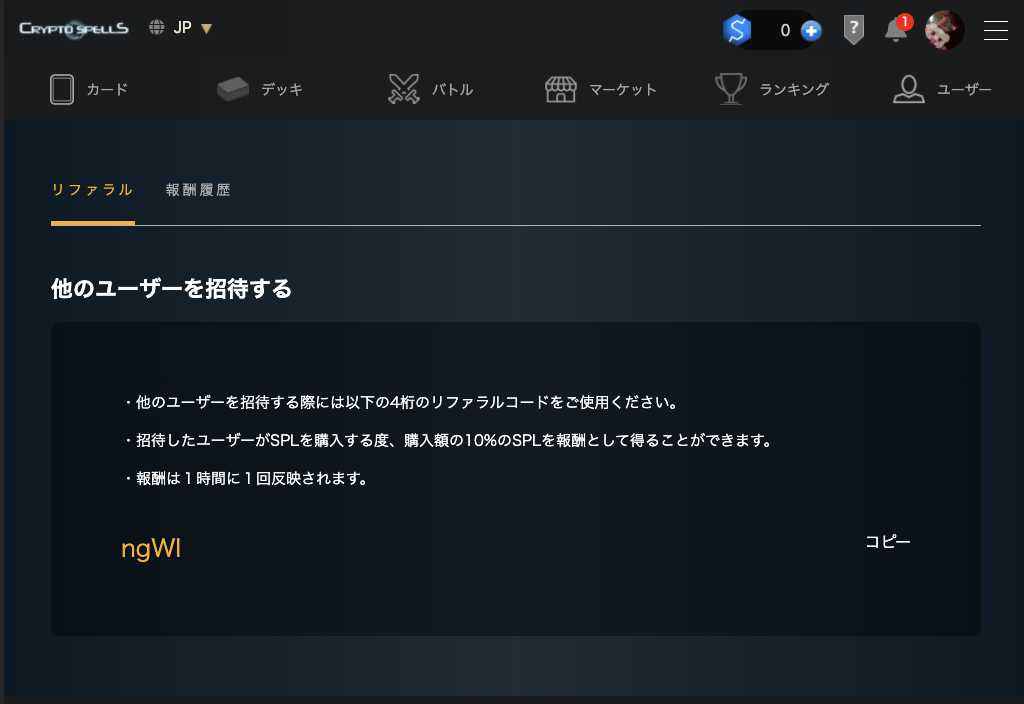 CRYPTOSPELLS JP ▼ 0 ? 1
カード デッキ バトル マーケット ランキング ユーザー
リファラル 報酬履歴
他のユーザーを招待する
・他のユーザーを招待する際には以下の4桁のリファラルコードをご使用ください。
・招待したユーザーがSPLを購入する度、購入額の10%のSPLを報酬として得ることができます。
・報酬は１時間に１回反映されます。
ngWl コピー